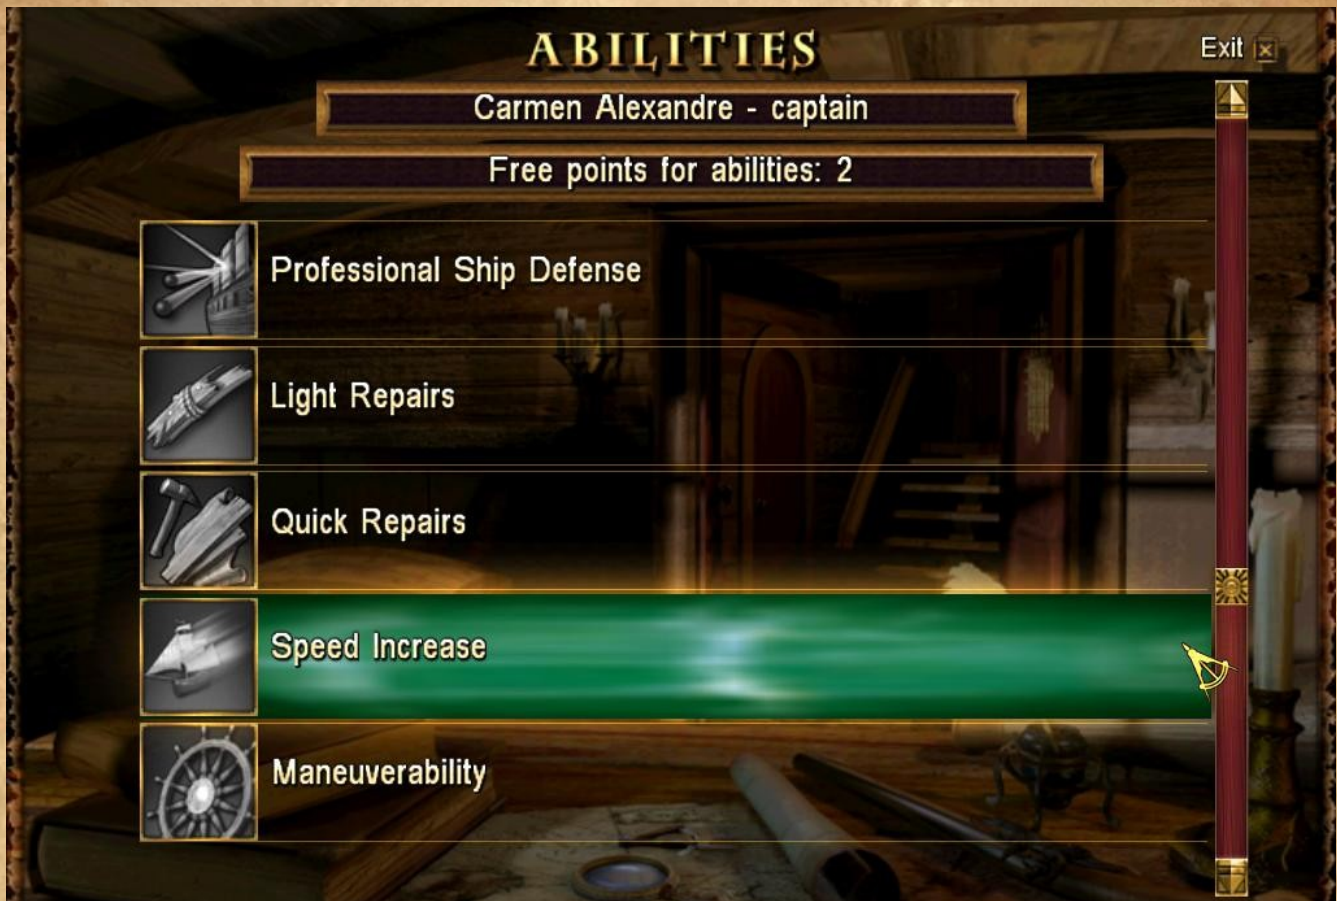 ABILITIES
Exit
Carmen Alexandre - captain
Free points for abilities: 2
Professional Ship Defense
Light Repairs
Quick Repairs
Speed Increase
Maneuverability